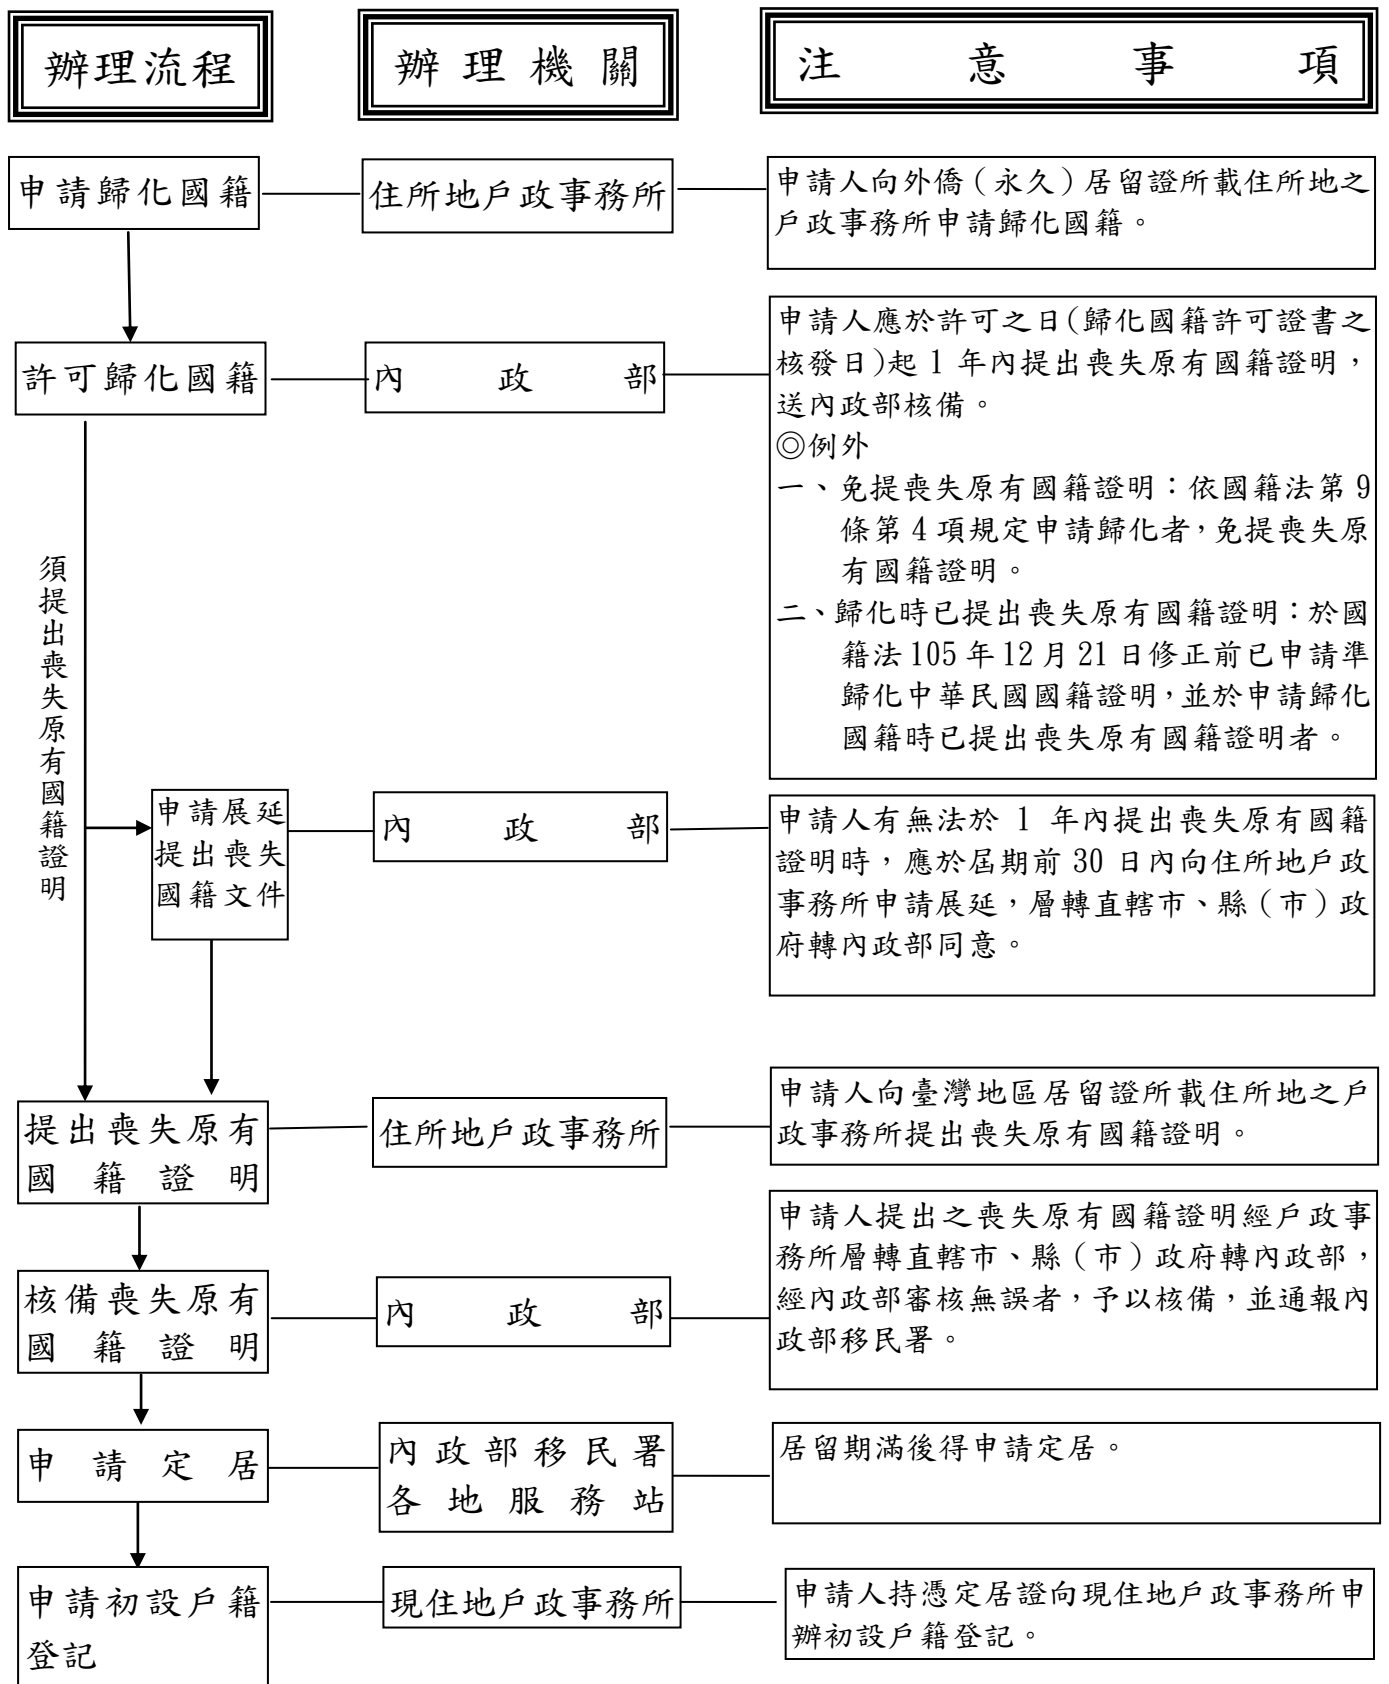 辦理流程
辦理機關
注意事項
申請歸化國籍
住所地戶政事務所
申請人向外僑（永久）居留證所載住所地之
戶政事務所申請歸化國籍。
許可歸化國籍
內政部
申請人應於許可之日(歸化國籍許可證書之
核發日)起 1 年內提出喪失原有國籍證明，
送內政部核備。
◎例外
一、免提喪失原有國籍證明：依國籍法第 9
條第 4 項規定申請歸化者，免提喪失原
有國籍證明。
二、歸化時已提出喪失原有國籍證明：於國
籍法 105 年 12 月 21 日修正前已申請準
歸化中華民國國籍證明，並於申請歸化
國籍時已提出喪失原有國籍證明者。
須提出喪失原有國籍證明
申請展延
提出喪失
國籍文件
內政部
申請人有無法於 1 年內提出喪失原有國籍
證明時，應於屆期前 30 日內向住所地戶政
事務所申請展延，層轉直轄市、縣（市）政
府轉內政部同意。
提出喪失原有
國籍證明
住所地戶政事務所
申請人向臺灣地區居留證所載住所地之戶
政事務所提出喪失原有國籍證明。
核備喪失原有
國籍證明
內政部
申請人提出之喪失原有國籍證明經戶政事
務所層轉直轄市、縣（市）政府轉內政部，
經內政部審核無誤者，予以核備，並通報內
政部移民署。
申請定居
內政部移民署
各地服務站
居留期滿後得申請定居。
申請初設戶籍
登記
現住地戶政事務所
申請人持憑定居證向現住地戶政事務所申
辦初設戶籍登記。